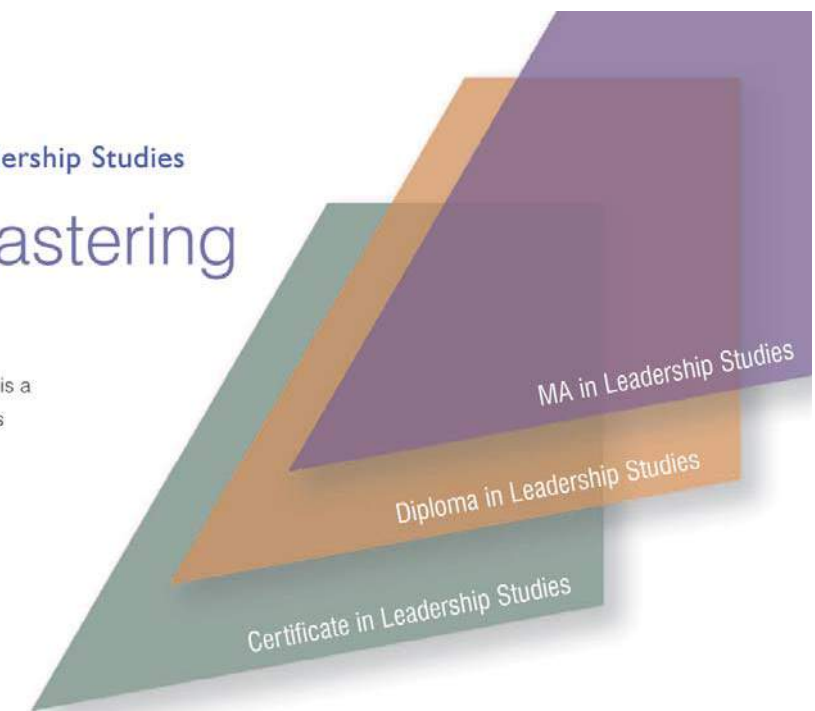 ership Studies
astering
is a
s
MA in Leadership Studies
Diploma in Leadership Studies
Certificate in Leadership Studies